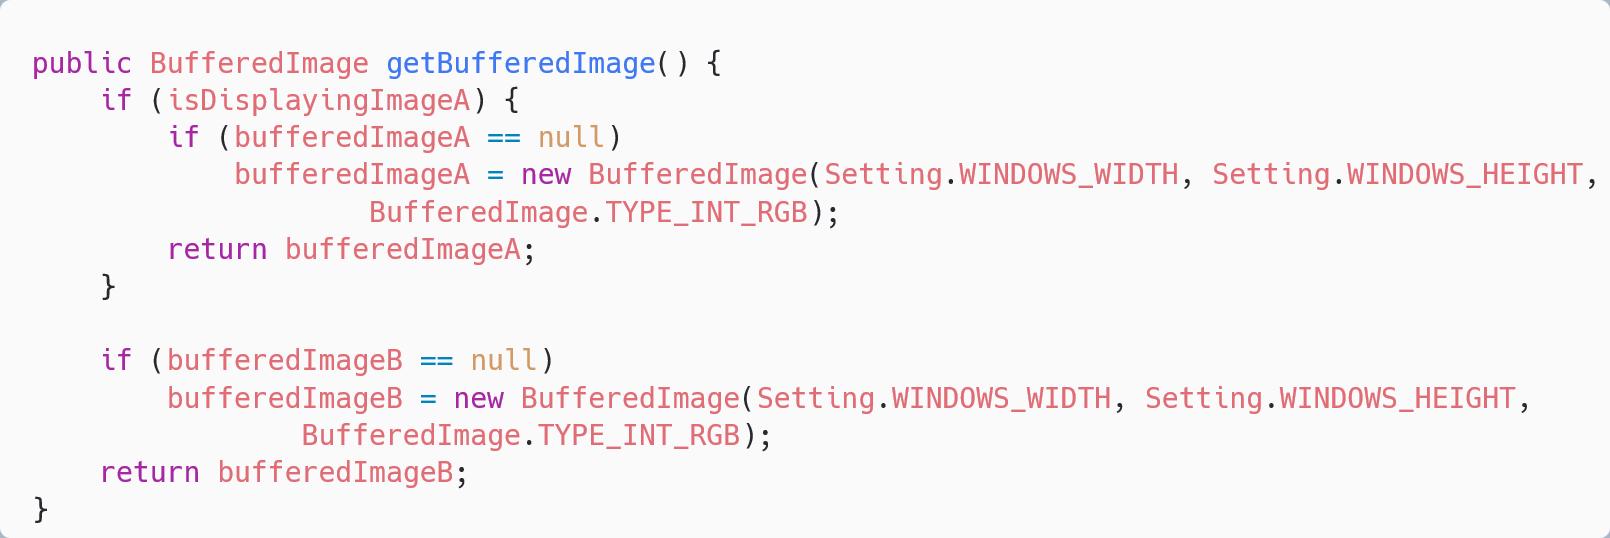 public BufferedImage getBufferedImage() {
    if (isDisplayingImageA) {
        if (bufferedImageA == null)
            bufferedImageA = new BufferedImage(Setting.WINDOWS_WIDTH, Setting.WINDOWS_HEIGHT,
                    BufferedImage.TYPE_INT_RGB);
        return bufferedImageA;
    }

    if (bufferedImageB == null)
        bufferedImageB = new BufferedImage(Setting.WINDOWS_WIDTH, Setting.WINDOWS_HEIGHT,
                BufferedImage.TYPE_INT_RGB);
    return bufferedImageB;
}